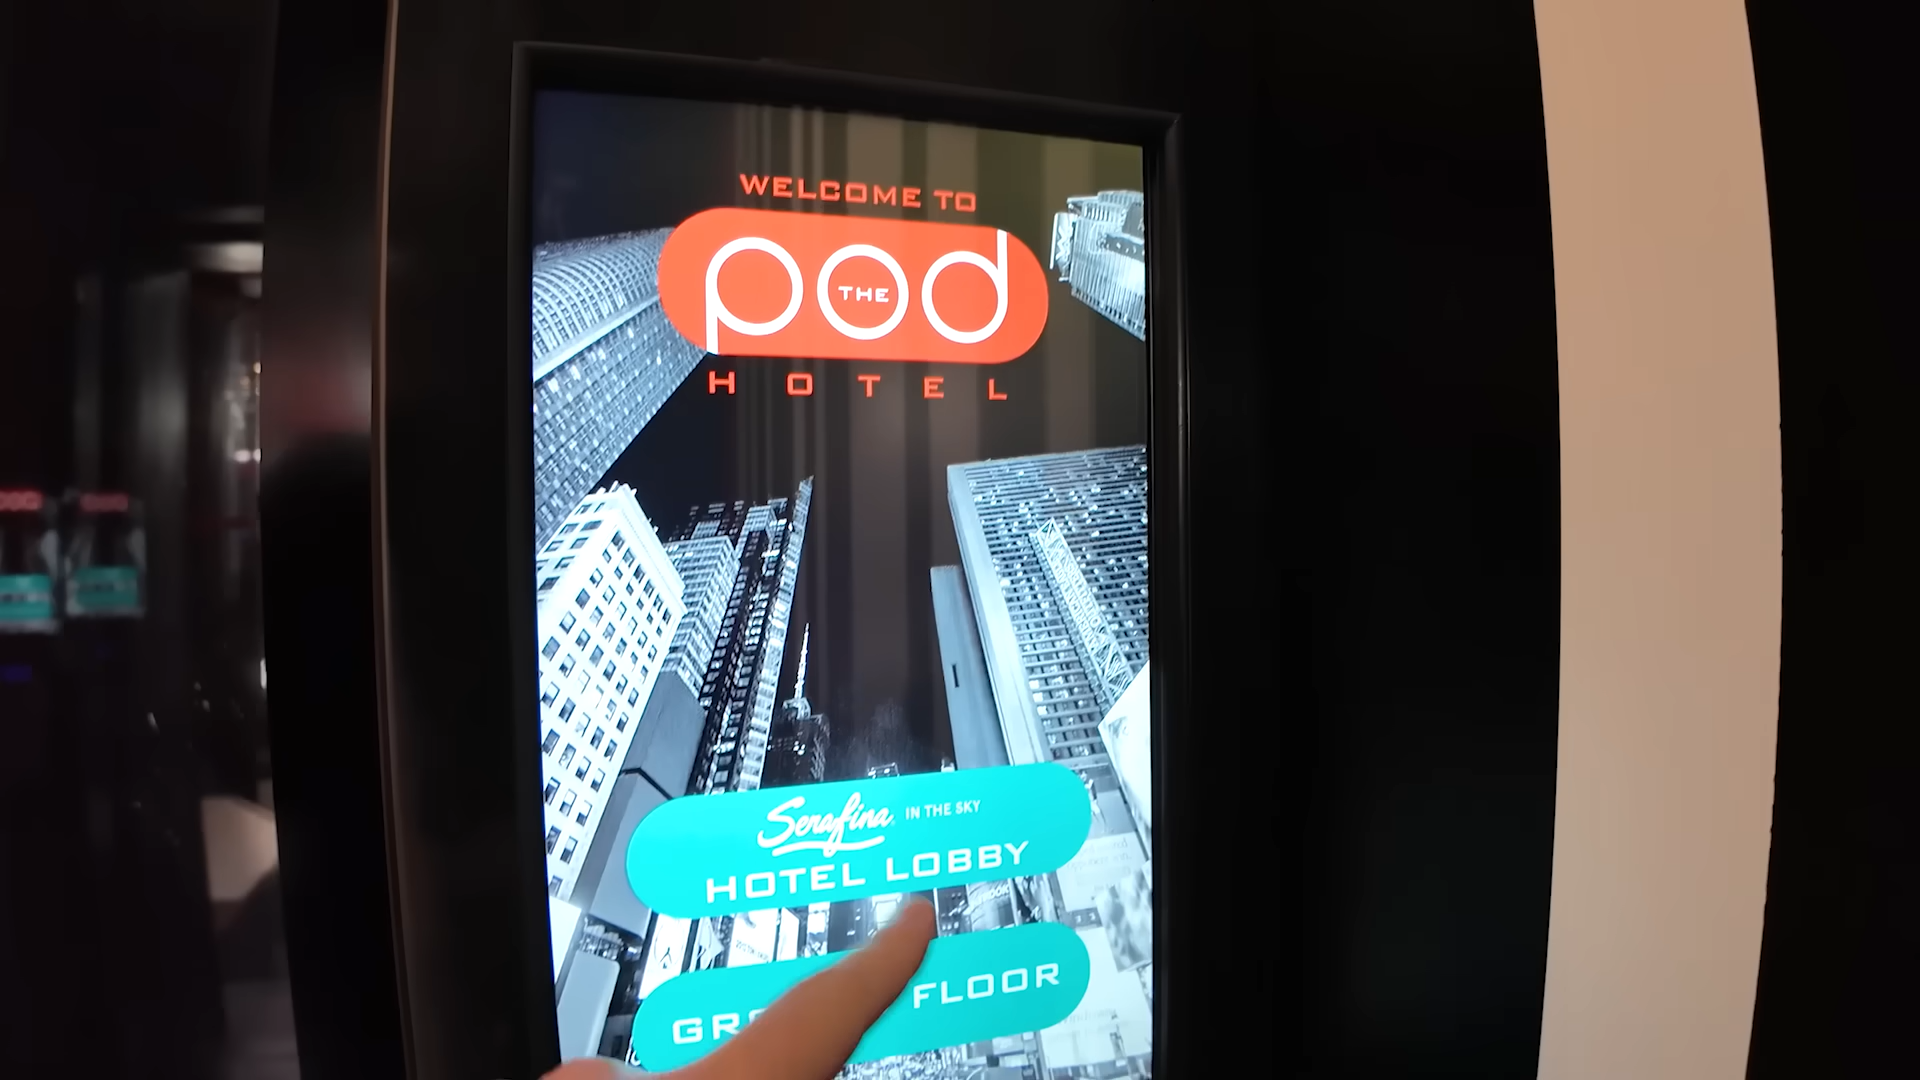 WELCOME TO
THE
pod
HOTEL
Serafina IN THE SKY
HOTEL LOBBY
FLOOR